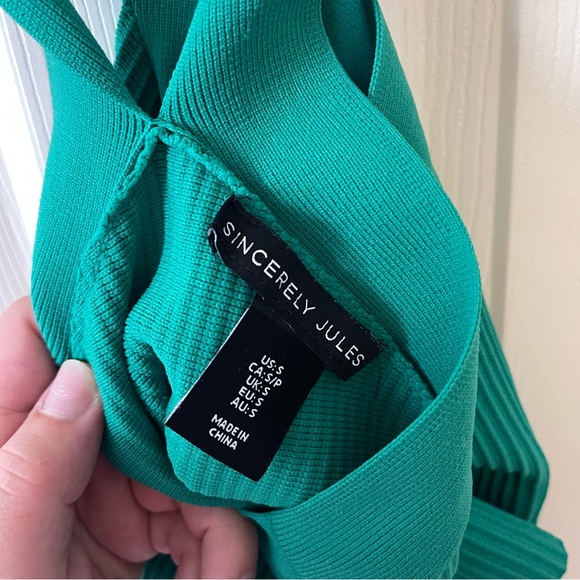 SINCERELY JULES
US:S
CA:S/P
UK:S
EU:S
AU:S
MADE IN
CHINA